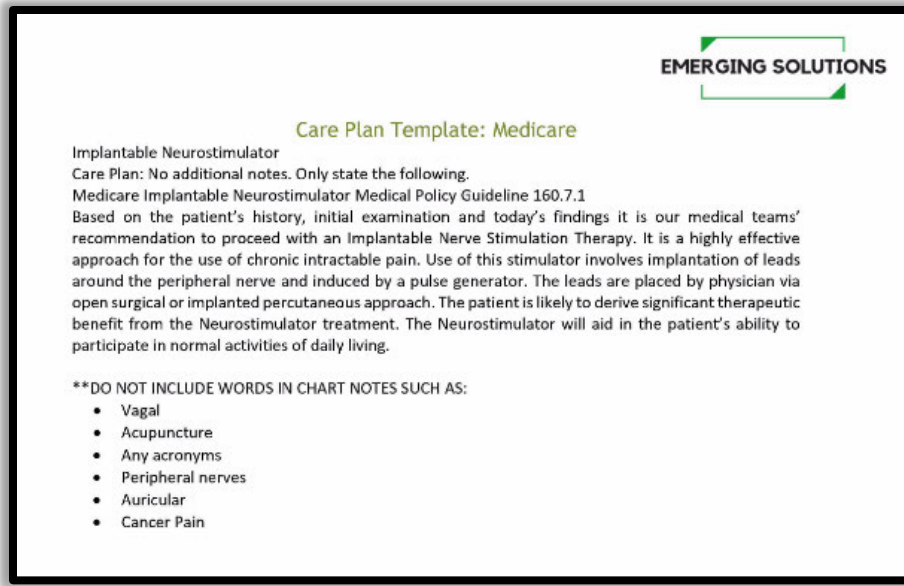 EMERGING SOLUTIONS
Care Plan Template: Medicare
Implantable Neurostimulator
Care Plan: No additional notes. Only state the following.
Medicare Implantable Neurostimulator Medical Policy Guideline 160.7.1
Based on the patient's history, initial examination and today's findings it is our medical teams'
recommendation to proceed with an Implantable Nerve Stimulation Therapy. It is a highly effective
approach for the use of chronic intractable pain. Use of this stimulator involves implantation of leads
around the peripheral nerve and induced by a pulse generator. The leads are placed by physician via
open surgical or implanted percutaneous approach. The patient is likely to derive significant therapeutic
benefit from the Neurostimulator treatment. The Neurostimulator will aid in the patient's ability to
participate in normal activities of daily living.
**DO NOT INCLUDE WORDS IN CHART NOTES SUCH AS:
• Vagal
• Acupuncture
• Any acronyms
• Peripheral nerves
• Auricular
• Cancer Pain